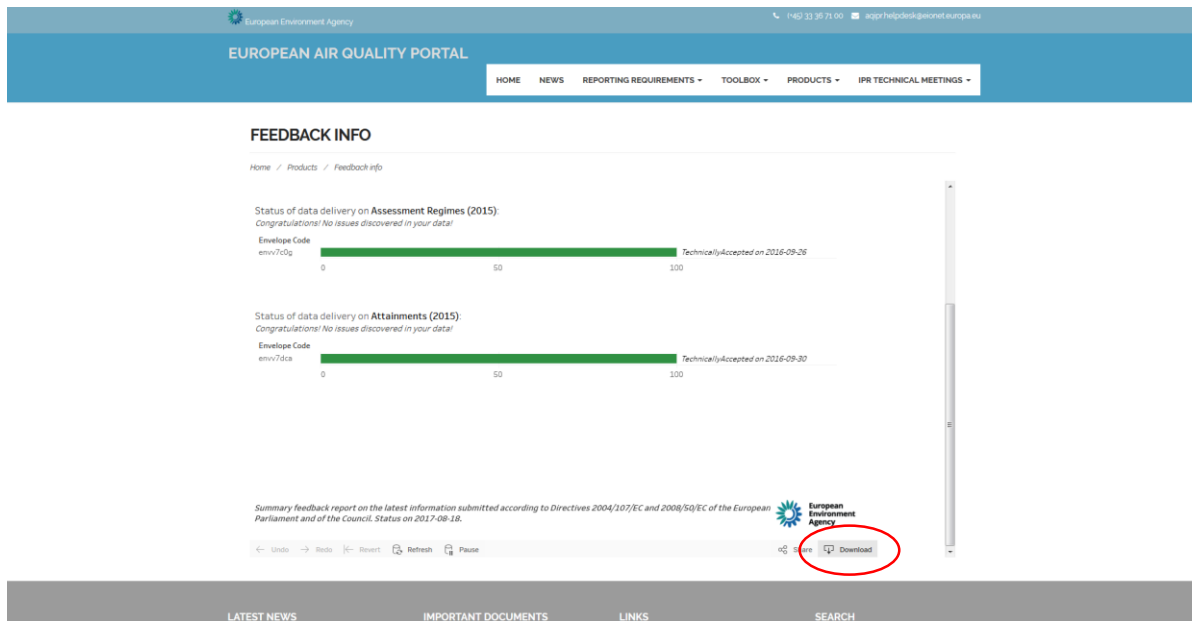 European Environment Agency
(+45) 33 36 71 00 aqipr.helpdesk@eionet.europa.eu
EUROPEAN AIR QUALITY PORTAL
HOME NEWS REPORTING REQUIREMENTS TOOLBOX PRODUCTS IPR TECHNICAL MEETINGS
FEEDBACK INFO
Home / Products / Feedback info
Status of data delivery on Assessment Regimes (2015):
Congratulations! No issues discovered in your data!
Envelope Code
envv7c0g TechnicallyAccepted on 2016-09-26
0 50 100
Status of data delivery on Attainments (2015):
Congratulations! No issues discovered in your data!
Envelope Code
envv7dca TechnicallyAccepted on 2016-09-30
0 50 100
Summary feedback report on the latest information submitted according to Directives 2004/107/EC and 2008/50/EC of the European
Parliament and of the Council. Status on 2017-08-18.
European
Environment
Agency
Undo Redo Revert Refresh Pause Share Download
LATEST NEWS IMPORTANT DOCUMENTS LINKS SEARCH